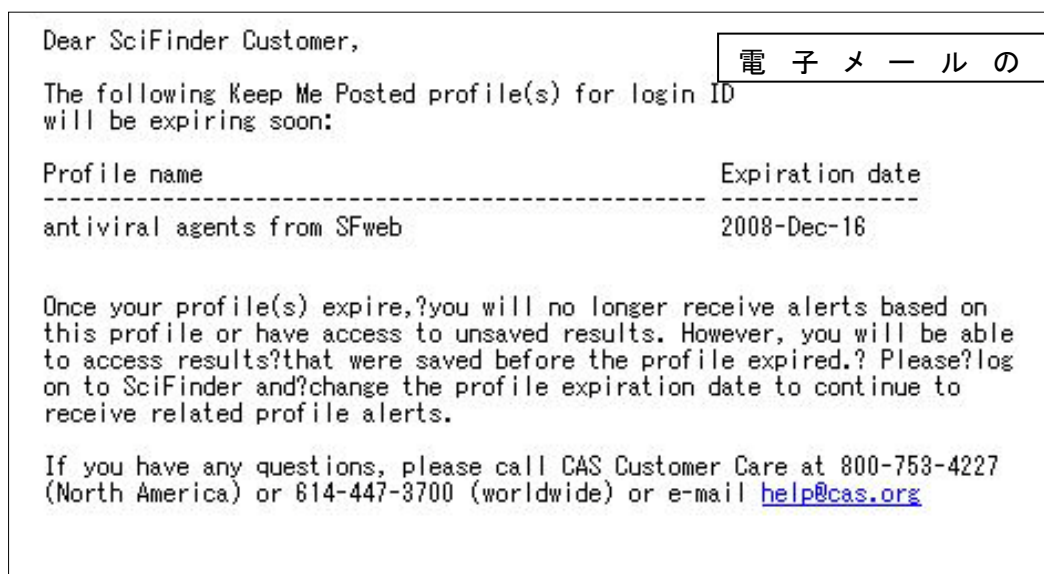 Dear SciFinder Customer,
電 子 メ ー ル の
The following Keep Me Posted profile(s) for login ID
will be expiring soon:
Profile name Expiration date
---------------------------------------------------- ---------------
antiviral agents from SFweb 2008-Dec-16
Once your profile(s) expire,?you will no longer receive alerts based on
this profile or have access to unsaved results. However, you will be able
to access results?that were saved before the profile expired.? Please?log
on to SciFinder and?change the profile expiration date to continue to
receive related profile alerts.
If you have any questions, please call CAS Customer Care at 800-753-4227
(North America) or 614-447-3700 (worldwide) or e-mail help@cas.org